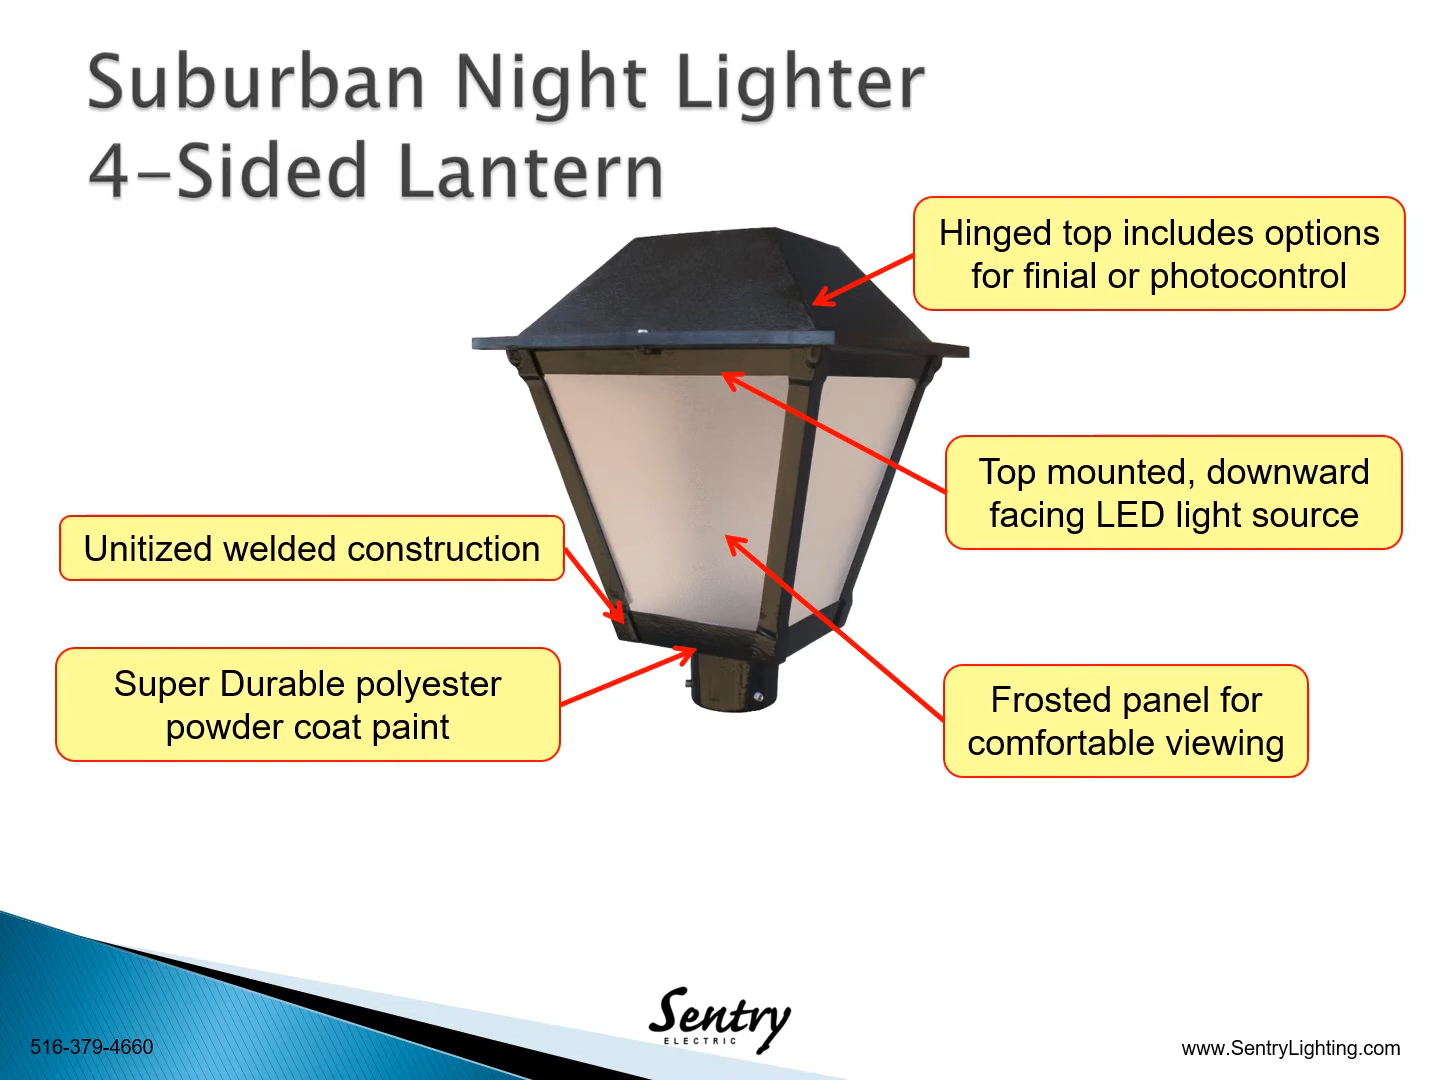 Suburban Night Lighter
4-Sided Lantern
Hinged top includes options
for finial or photocontrol
Top mounted, downward
facing LED light source
Unitized welded construction
Super Durable polyester
powder coat paint
Frosted panel for
comfortable viewing
Sentry
ELECTRIC
516-379-4660
www.SentryLighting.com